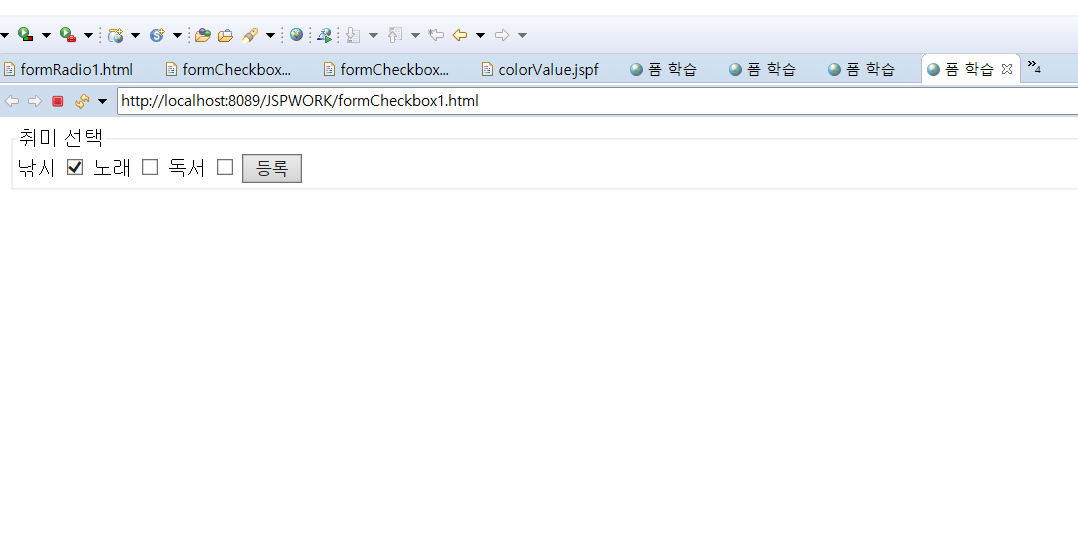 formRadio1.html formCheckbox... formCheckbox... colorValue.jspf 폼 학습 폼 학습 폼 학습 폼 학습 »4
http://localhost:8089/JSPWORK/formCheckbox1.html
취미 선택
낚시 노래 독서 등록